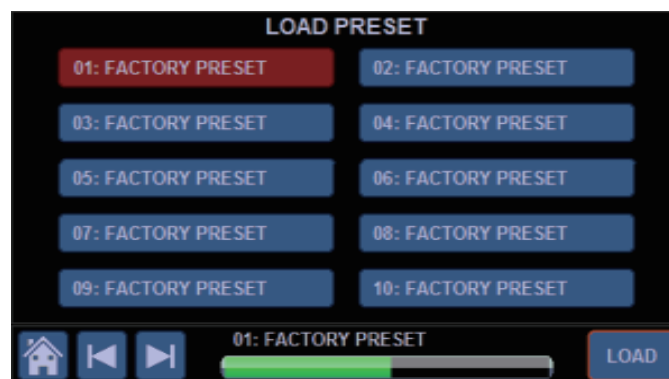 LOAD PRESET
01: FACTORY PRESET
02: FACTORY PRESET
03: FACTORY PRESET
04: FACTORY PRESET
05: FACTORY PRESET
06: FACTORY PRESET
07: FACTORY PRESET
08: FACTORY PRESET
09: FACTORY PRESET
10: FACTORY PRESET
01: FACTORY PRESET
LOAD